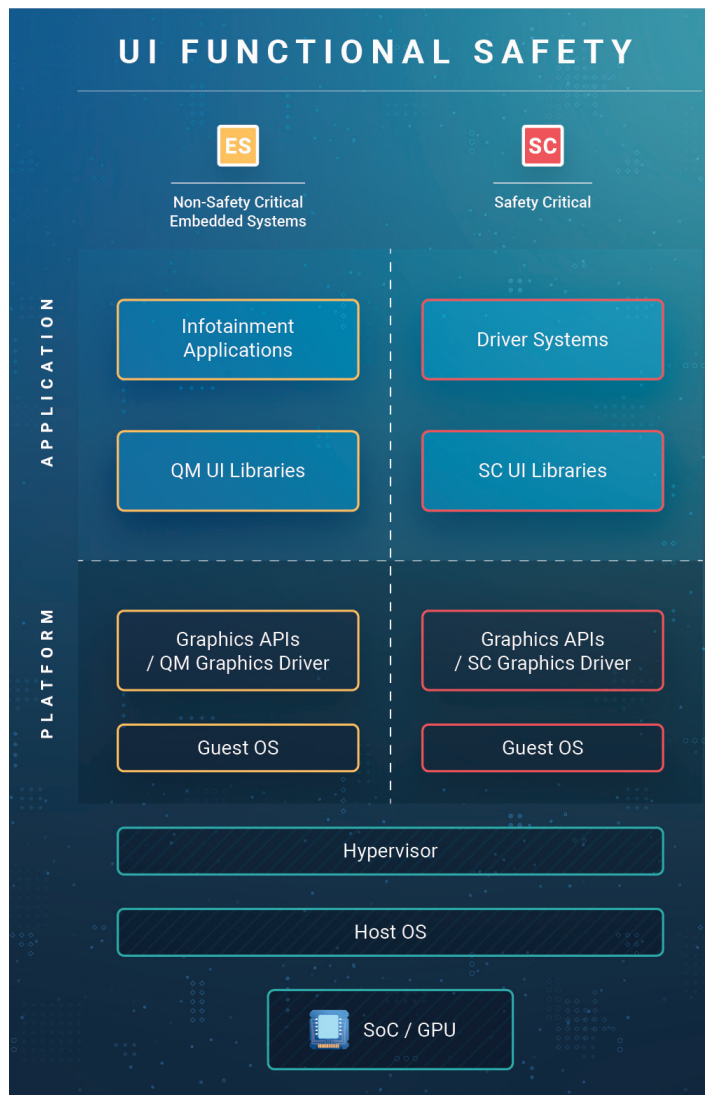 UI FUNCTIONAL SAFETY
ES
SC
Non-Safety Critical
Embedded Systems
Safety Critical
APPLICATION
Infotainment
Applications
Driver Systems
QM UI Libraries
SC UI Libraries
PLATFORM
Graphics APIs
/ QM Graphics Driver
Graphics APIs
/ SC Graphics Driver
Guest OS
Guest OS
Hypervisor
Host OS
SoC / GPU